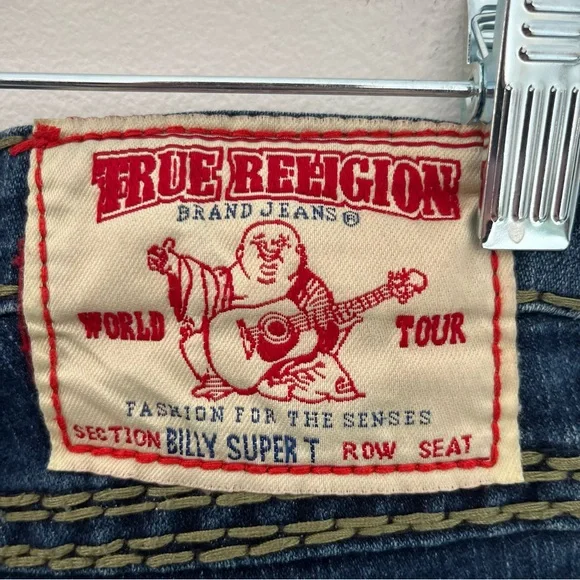 TRUE RELIGION
BRAND JEANS®
WORLD TOUR
FASHION FOR THE SENSES
SECTION BILLY SUPER T ROW SEAT